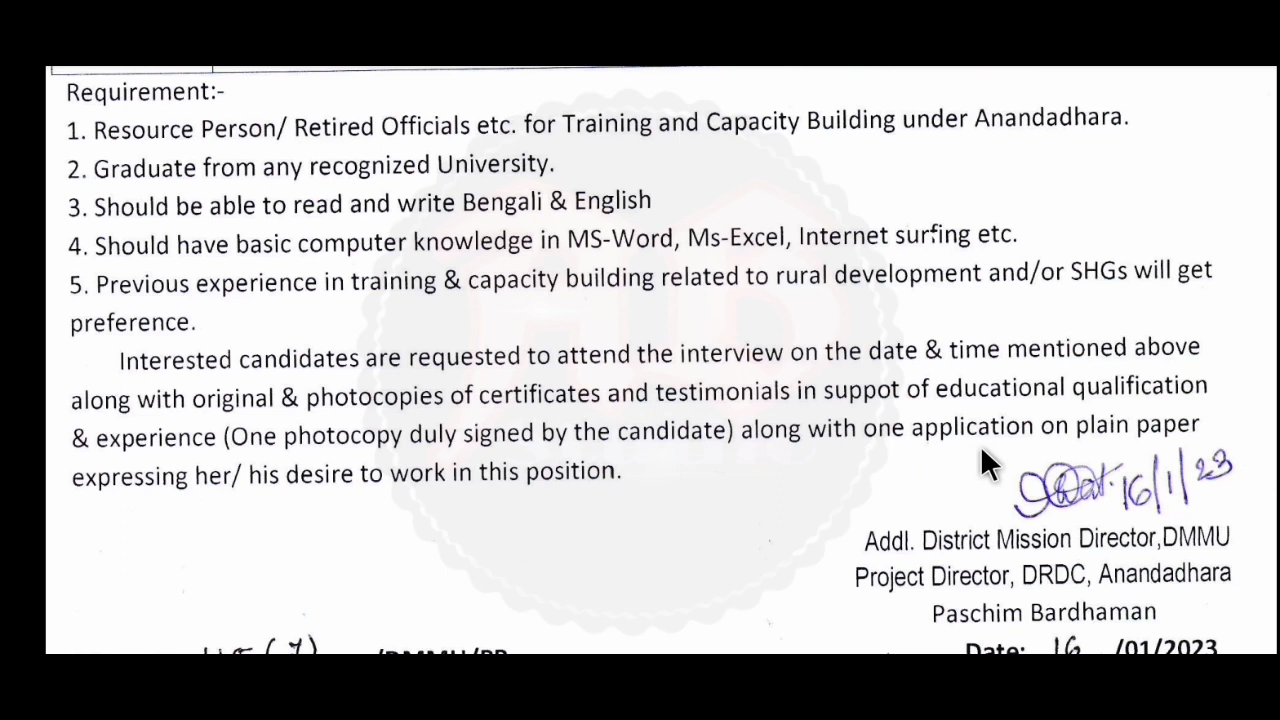 Requirement:-
1. Resource Person/ Retired Officials etc. for Training and Capacity Building under Anandadhara.
2. Graduate from any recognized University.
3. Should be able to read and write Bengali & English
4. Should have basic computer knowledge in MS-Word, Ms-Excel, Internet surfing etc.
5. Previous experience in training & capacity building related to rural development and/or SHGs will get
preference.
Interested candidates are requested to attend the interview on the date & time mentioned above
along with original & photocopies of certificates and testimonials in suppot of educational qualification
& experience (One photocopy duly signed by the candidate) along with one application on plain paper
expressing her/ his desire to work in this position.
16/1/23
Addl. District Mission Director,DMMU
Project Director, DRDC, Anandadhara
Paschim Bardhaman
/DMMU/PB
Date: 16 /01/2023